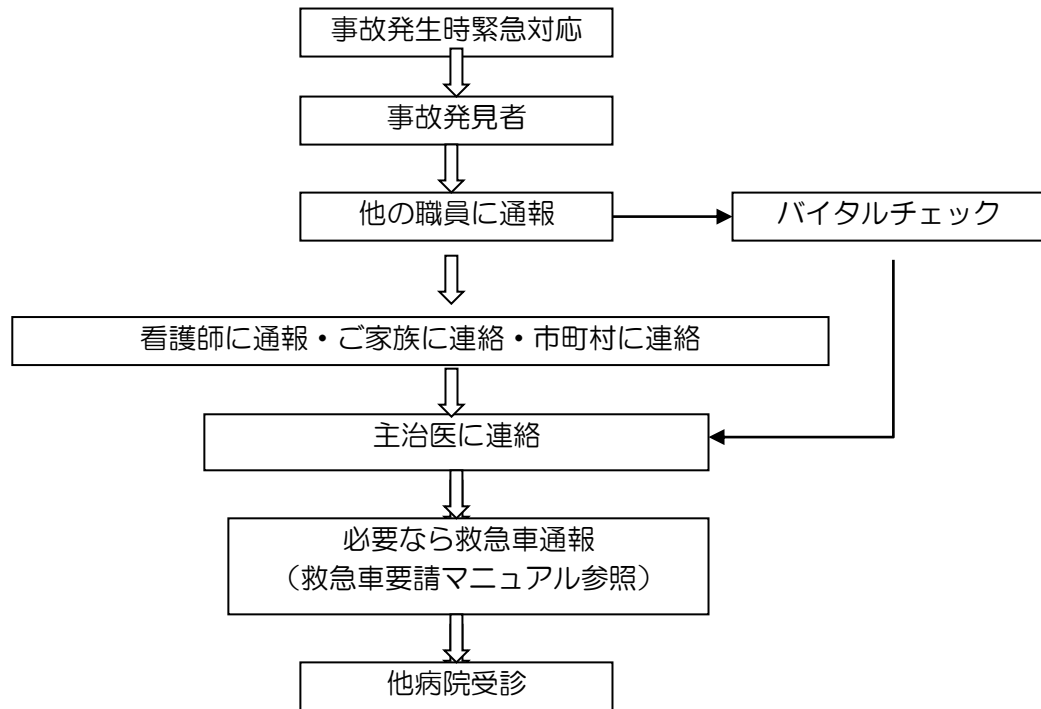 事故発生時緊急対応
事故発見者
他の職員に通報
バイタルチェック
看護師に通報・ご家族に連絡・市町村に連絡
主治医に連絡
必要なら救急車通報
（救急車要請マニュアル参照）
他病院受診